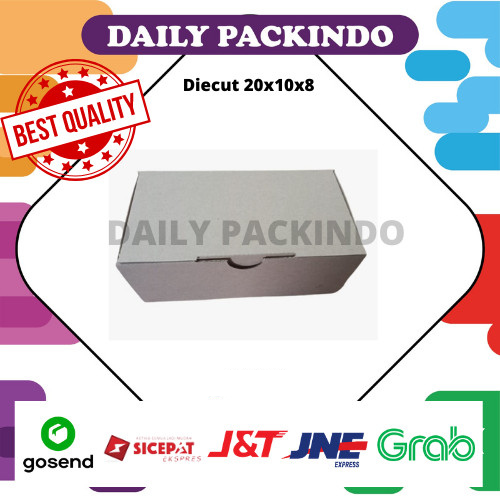 DAILY PACKINDO
Diecut 20x10x8
BEST QUALITY
DAILY PACKINDO
gosend
SICEPAT
EKSPRES
J&T
JNE
EXPRESS
Grab